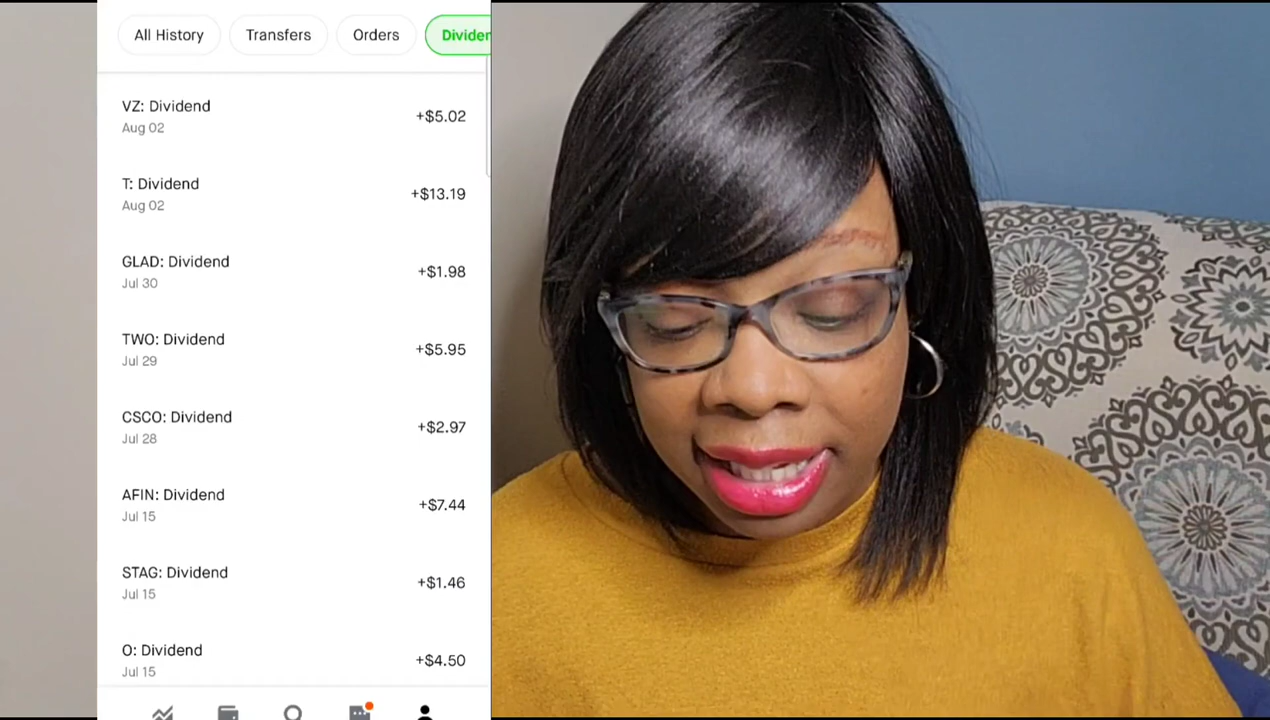 All History Transfers Orders Dividen
VZ: Dividend +$5.02
Aug 02
T: Dividend +$13.19
Aug 02
GLAD: Dividend +$1.98
Jul 30
TWO: Dividend +$5.95
Jul 29
CSCO: Dividend +$2.97
Jul 28
AFIN: Dividend +$7.44
Jul 15
STAG: Dividend +$1.46
Jul 15
O: Dividend +$4.50
Jul 15